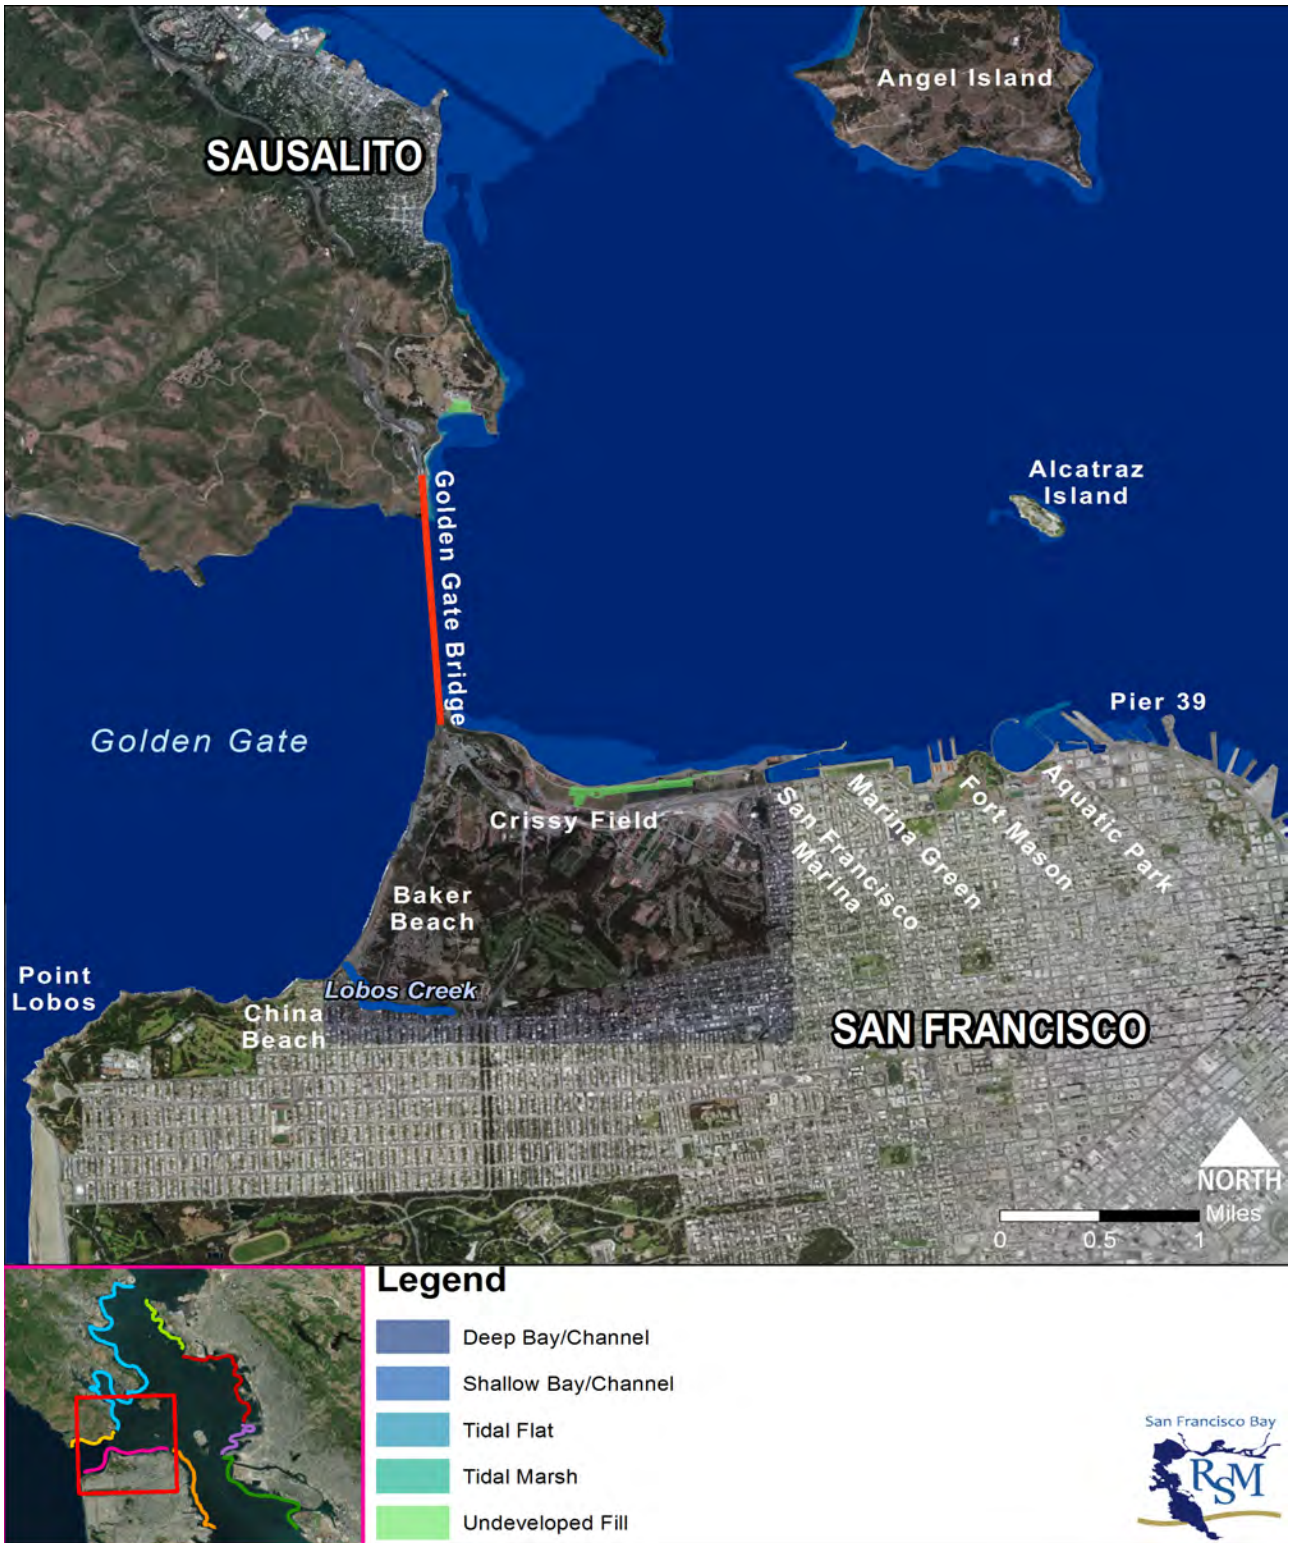 Angel Island
SAUSALITO
Alcatraz
Island
Golden Gate Bridge
Pier 39
Golden Gate
Crissy Field
San Francisco
Marina
Marina Green
Fort Mason
Aquatic Park
Baker
Beach
Point
Lobos
Lobos Creek
China
Beach
SAN FRANCISCO
NORTH
Miles
0 0.5 1
Legend
Deep Bay/Channel
Shallow Bay/Channel
Tidal Flat
Tidal Marsh
Undeveloped Fill
San Francisco Bay
RSM